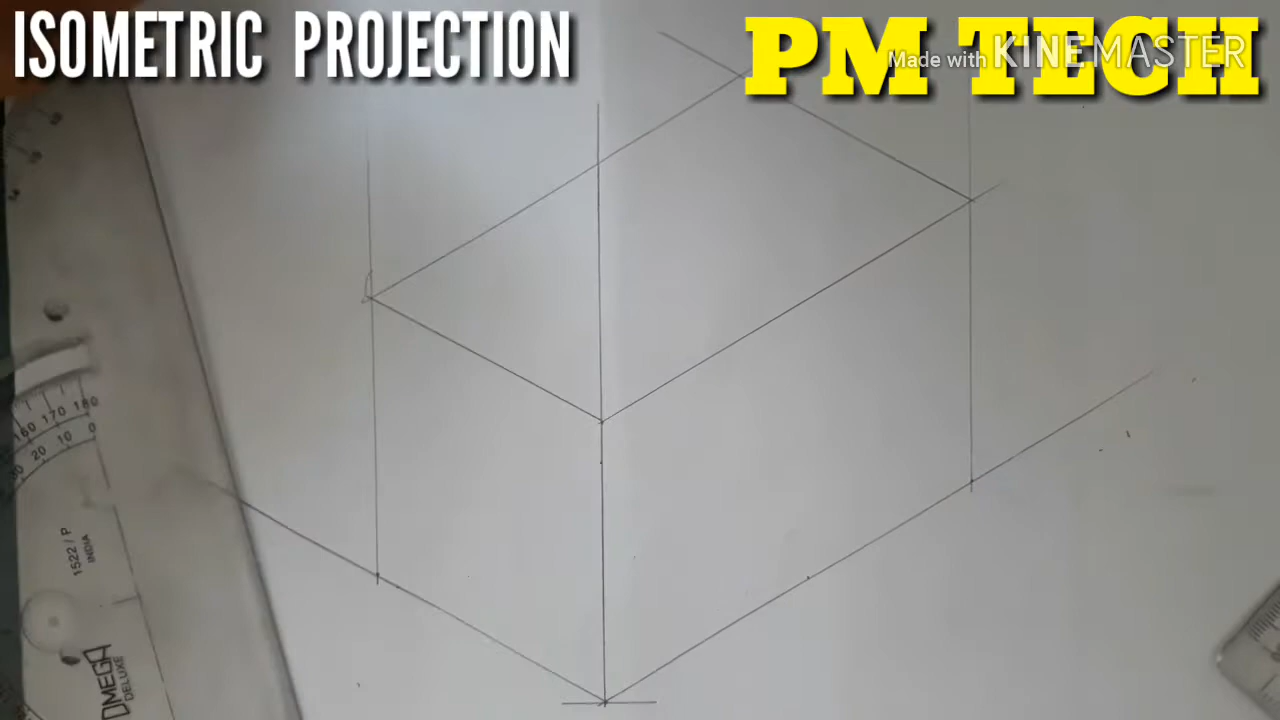 ISOMETRIC PROJECTION
PM TECH
Made with KINEMASTER
160 170 180
20 10 0
1522 / P
INDIA
OMEGA
DELUXE